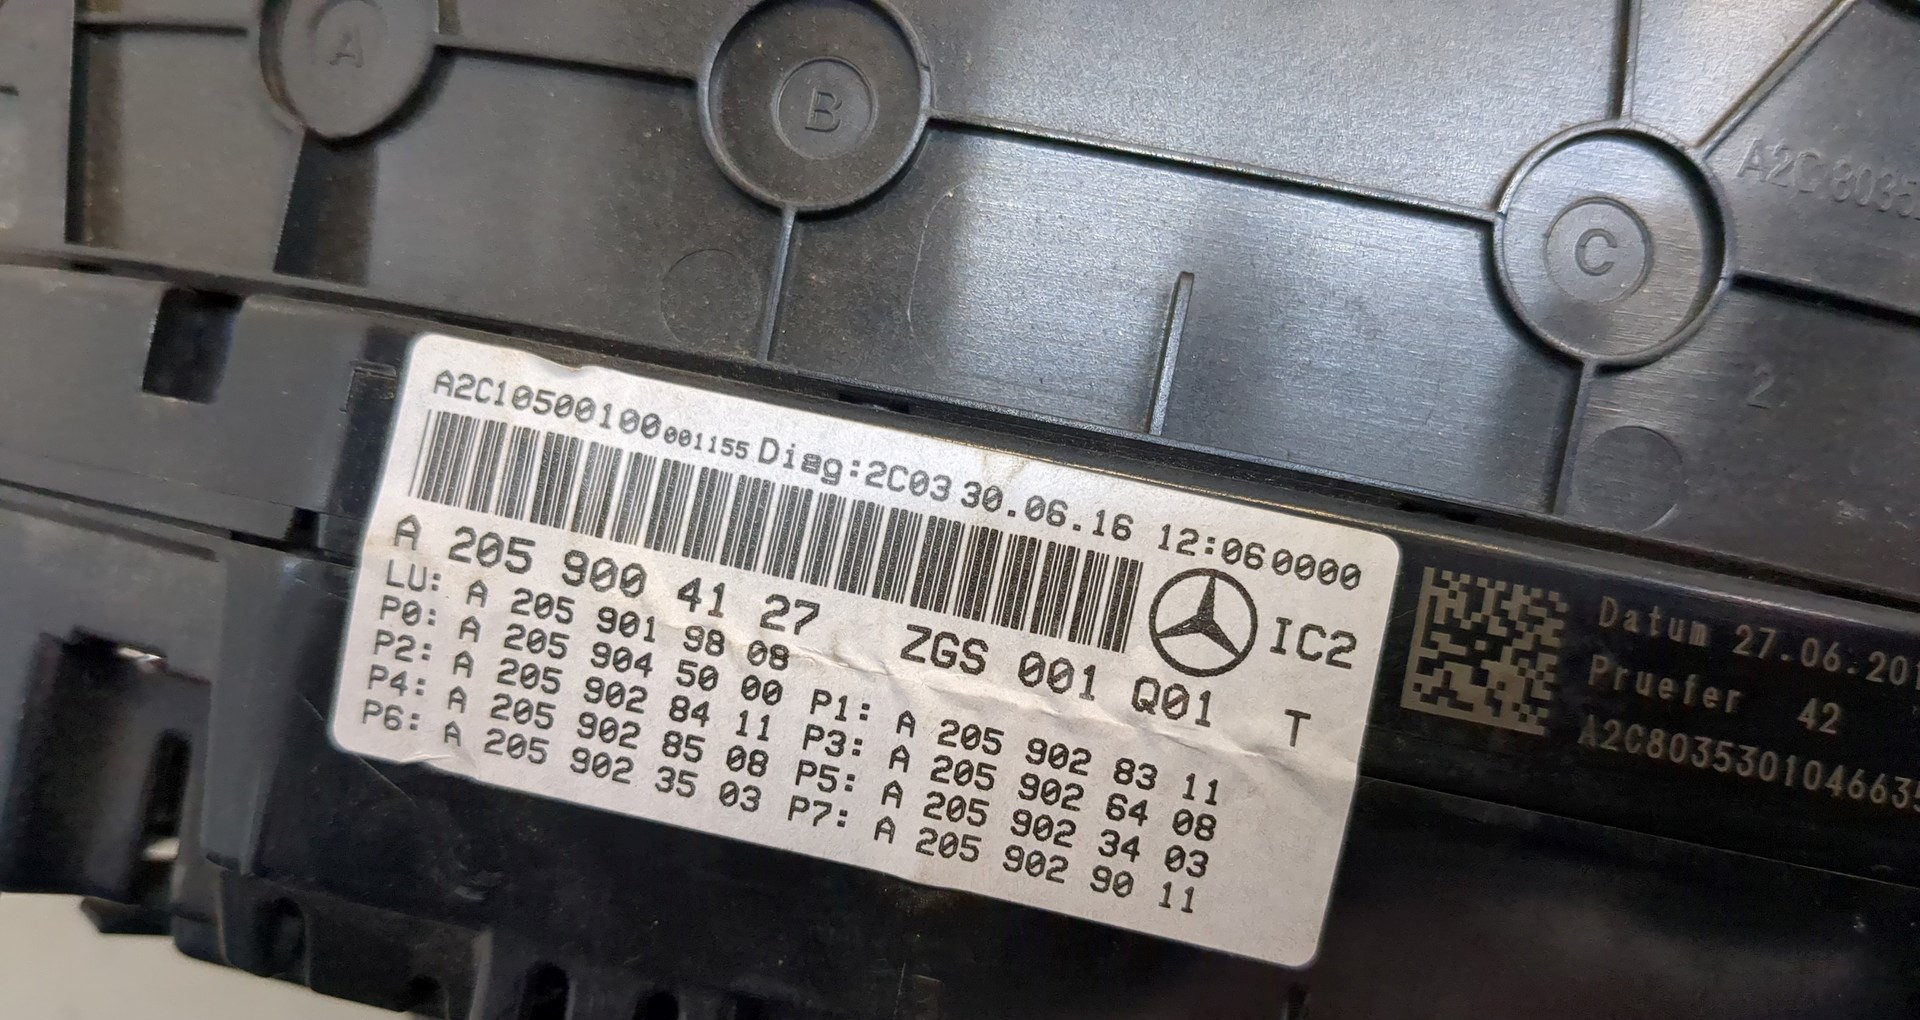 A
B
C
A2C8035
2
A2C10500100001155 Diag:2C03 30.06.16 12:060000
A 205 900 41 27 ZGS 001 Q01 T
IC2
LU: A 205 901 98 08
P0: A 205 904 50 00 P1: A 205 902 83 11
P2: A 205 902 84 11 P3: A 205 902 64 08
P4: A 205 902 85 08 P5: A 205 902 34 03
P6: A 205 902 35 03 P7: A 205 902 90 11
Datum 27.06.201
Pruefer 42
A2C8035301046635